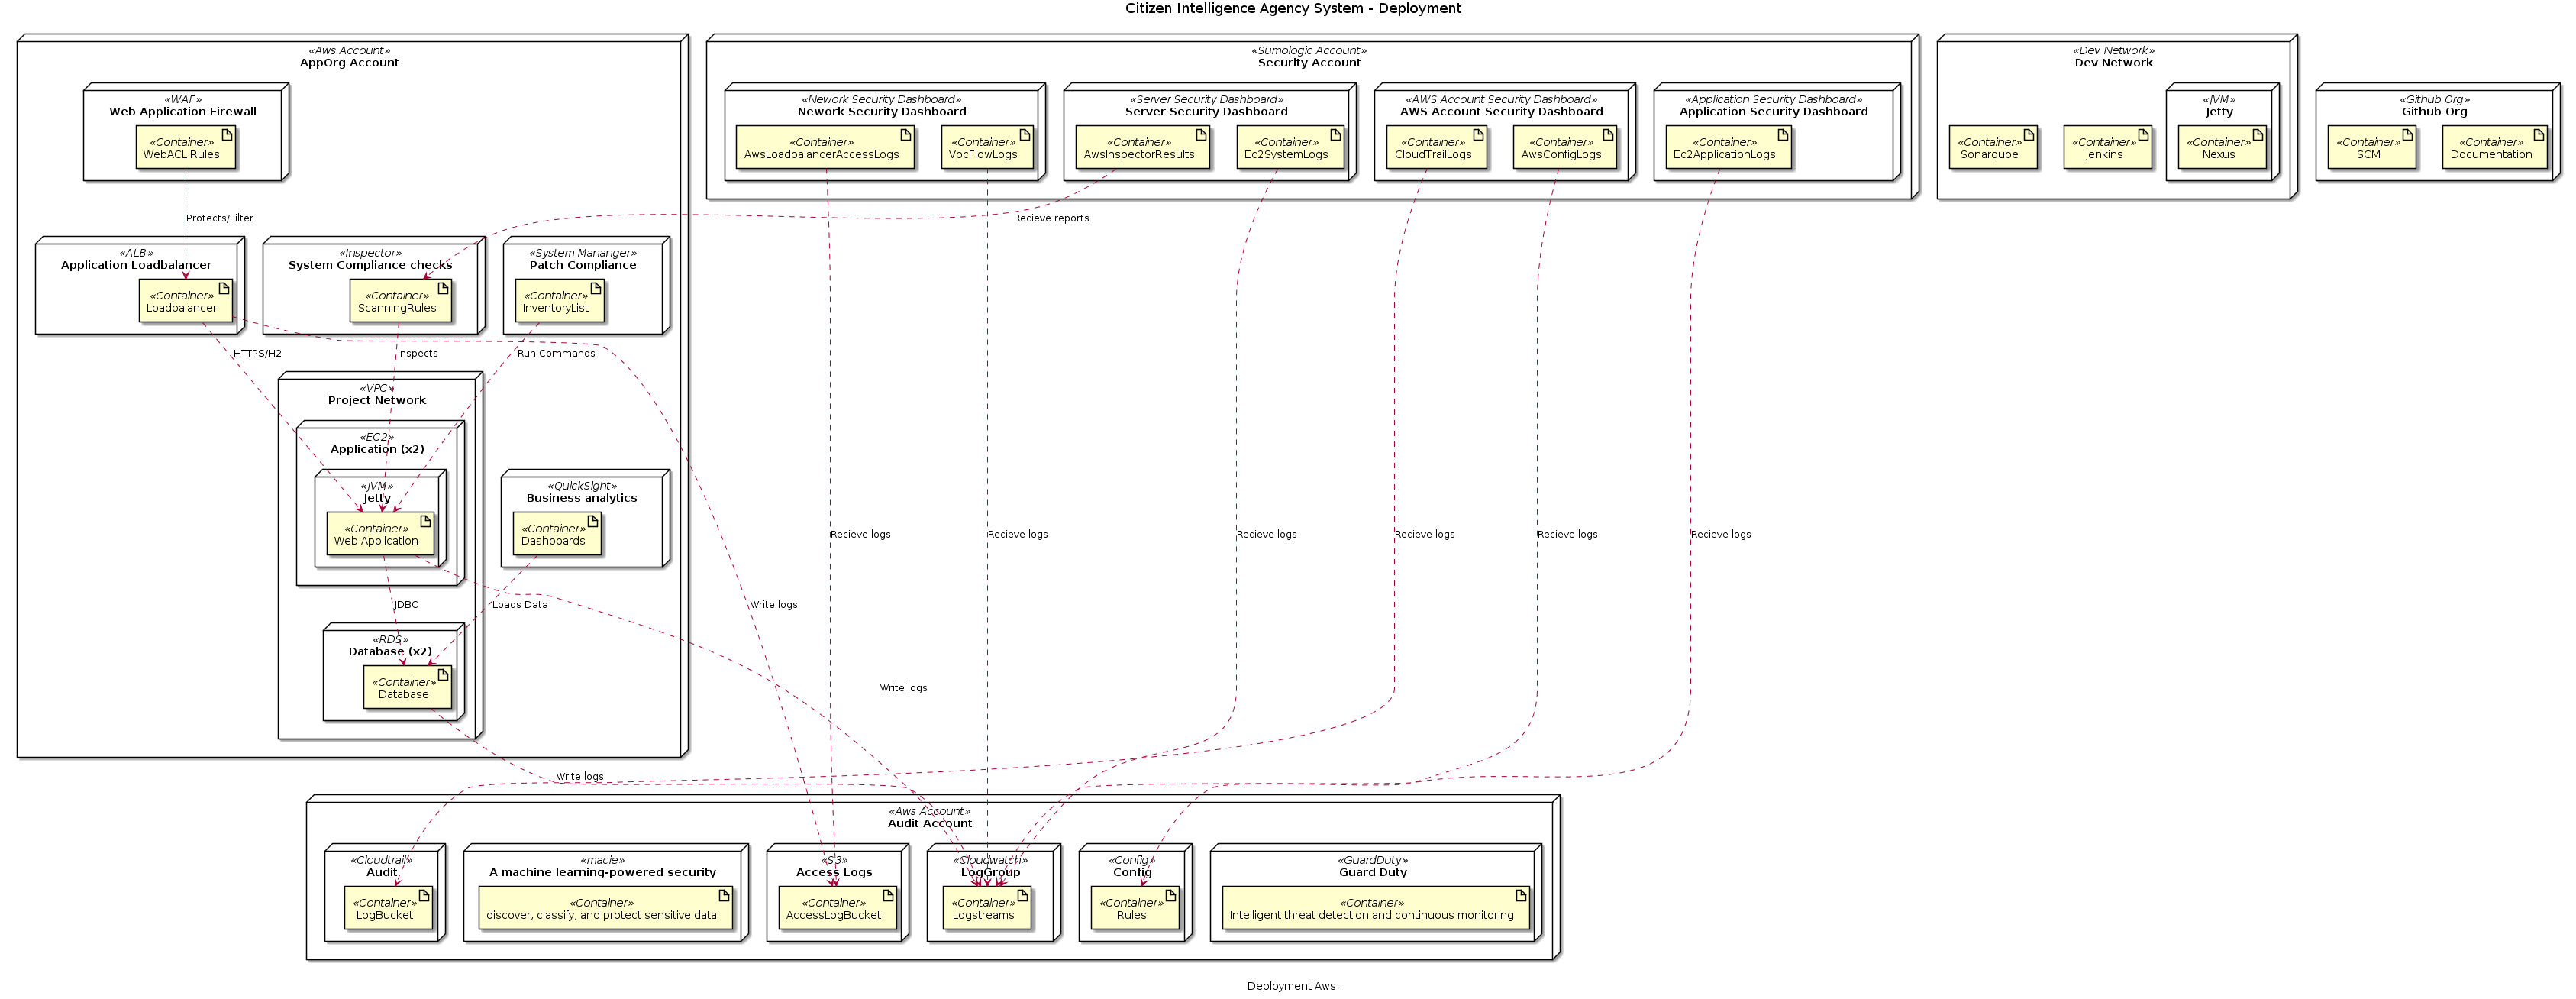 Citizen Intelligence Agency System - Deployment
«Aws Account»
AppOrg Account
«WAF»
Web Application Firewall
«Container»
WebACL Rules
Protects/Filter
«ALB»
Application Loadbalancer
«Container»
Loadbalancer
«Inspector»
System Compliance checks
«Container»
ScanningRules
«System Mananger»
Patch Compliance
«Container»
InventoryList
HTTPS/H2
Inspects
Run Commands
«VPC»
Project Network
«EC2»
Application (x2)
«JVM»
Jetty
«Container»
Web Application
«QuickSight»
Business analytics
«Container»
Dashboards
JDBC
Loads Data
«RDS»
Database (x2)
«Container»
Database
«Sumologic Account»
Security Account
«Nework Security Dashboard»
Nework Security Dashboard
«Container»
AwsLoadbalancerAccessLogs
«Container»
VpcFlowLogs
«Server Security Dashboard»
Server Security Dashboard
«Container»
AwsInspectorResults
«Container»
Ec2SystemLogs
«AWS Account Security Dashboard»
AWS Account Security Dashboard
«Container»
CloudTrailLogs
«Container»
AwsConfigLogs
«Application Security Dashboard»
Application Security Dashboard
«Container»
Ec2ApplicationLogs
«Dev Network»
Dev Network
«Container»
Sonarqube
«Container»
Jenkins
«JVM»
Jetty
«Container»
Nexus
«Github Org»
Github Org
«Container»
SCM
«Container»
Documentation
Recieve reports
Recieve logs
Recieve logs
Recieve logs
Recieve logs
Recieve logs
Recieve logs
Write logs
Write logs
Write logs
«Aws Account»
Audit Account
«Cloudtrail»
Audit
«Container»
LogBucket
«macie»
A machine learning-powered security
«Container»
discover, classify, and protect sensitive data
«S3»
Access Logs
«Container»
AccessLogBucket
«Cloudwatch»
LogGroup
«Container»
Logstreams
«Config»
Config
«Container»
Rules
«GuardDuty»
Guard Duty
«Container»
Intelligent threat detection and continuous monitoring
Deployment Aws.